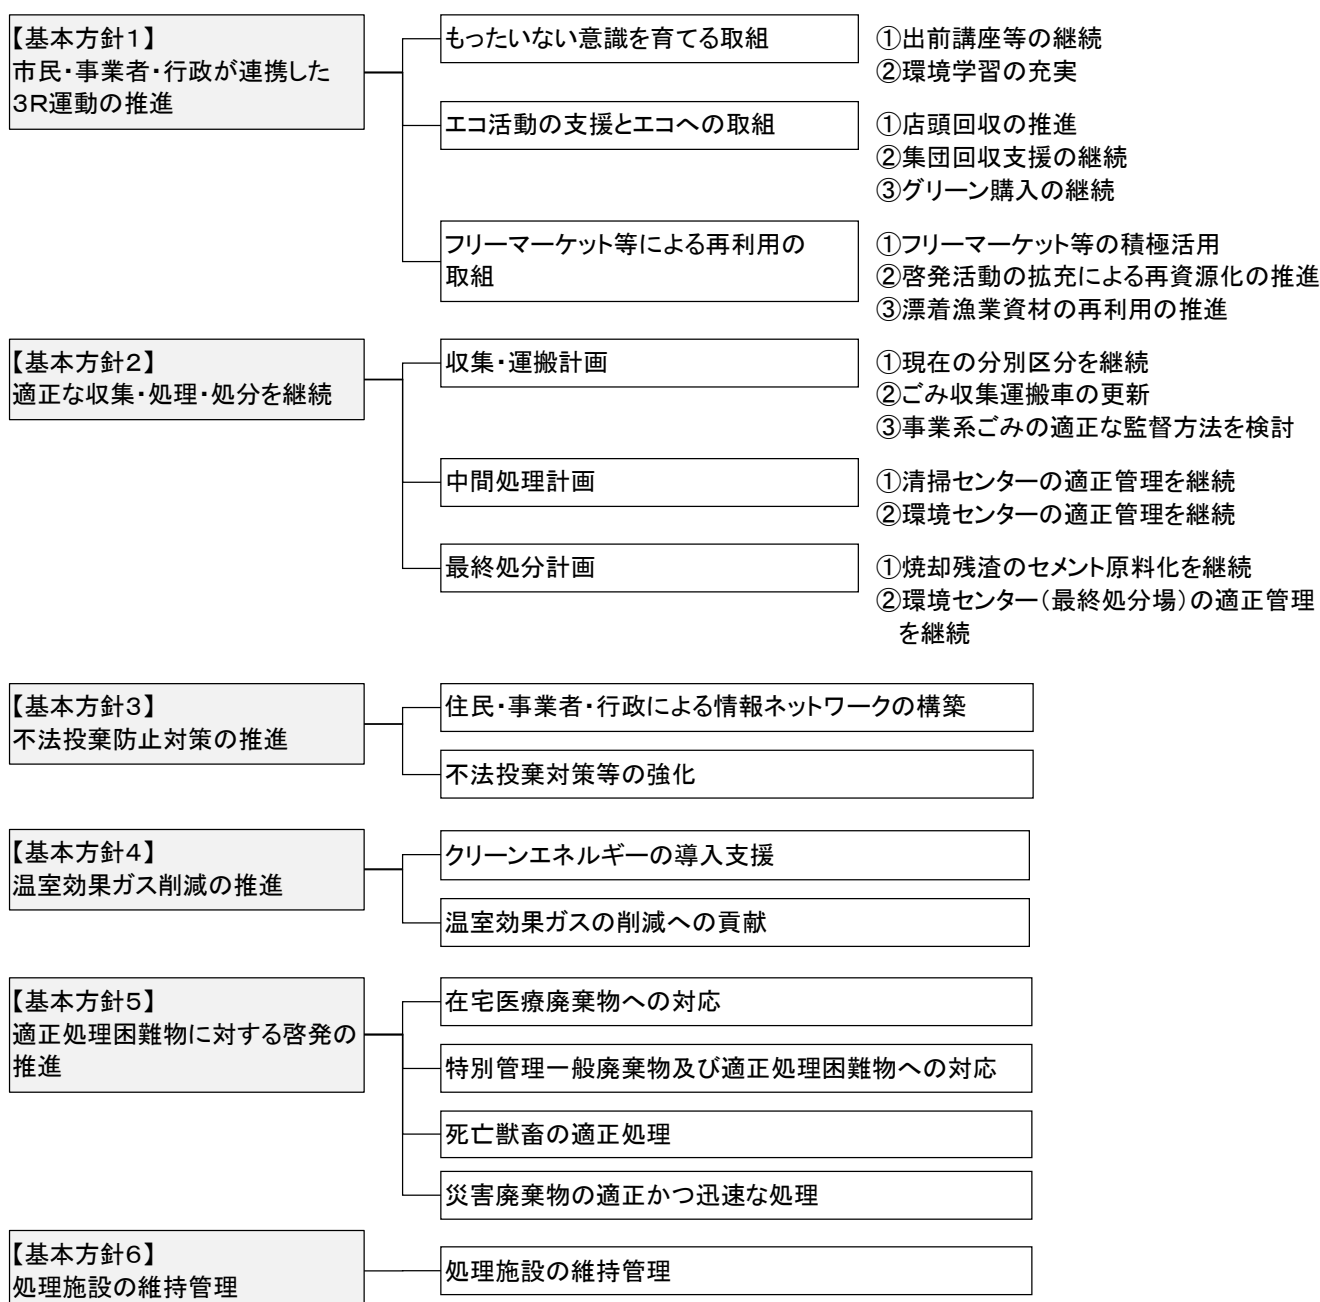 【基本方針1】
市民・事業者・行政が連携した
3R運動の推進
もったいない意識を育てる取組
①出前講座等の継続
②環境学習の充実
エコ活動の支援とエコへの取組
①店頭回収の推進
②集団回収支援の継続
③グリーン購入の継続
フリーマーケット等による再利用の
取組
①フリーマーケット等の積極活用
②啓発活動の拡充による再資源化の推進
③漂着漁業資材の再利用の推進
【基本方針2】
適正な収集・処理・処分を継続
収集・運搬計画
①現在の分別区分を継続
②ごみ収集運搬車の更新
③事業系ごみの適正な監督方法を検討
中間処理計画
①清掃センターの適正管理を継続
②環境センターの適正管理を継続
最終処分計画
①焼却残渣のセメント原料化を継続
②環境センター(最終処分場)の適正管理
を継続
【基本方針3】
不法投棄防止対策の推進
住民・事業者・行政による情報ネットワークの構築
不法投棄対策等の強化
【基本方針4】
温室効果ガス削減の推進
クリーンエネルギーの導入支援
温室効果ガスの削減への貢献
【基本方針5】
適正処理困難物に対する啓発の
推進
在宅医療廃棄物への対応
特別管理一般廃棄物及び適正処理困難物への対応
死亡獣畜の適正処理
災害廃棄物の適正かつ迅速な処理
【基本方針6】
処理施設の維持管理
処理施設の維持管理